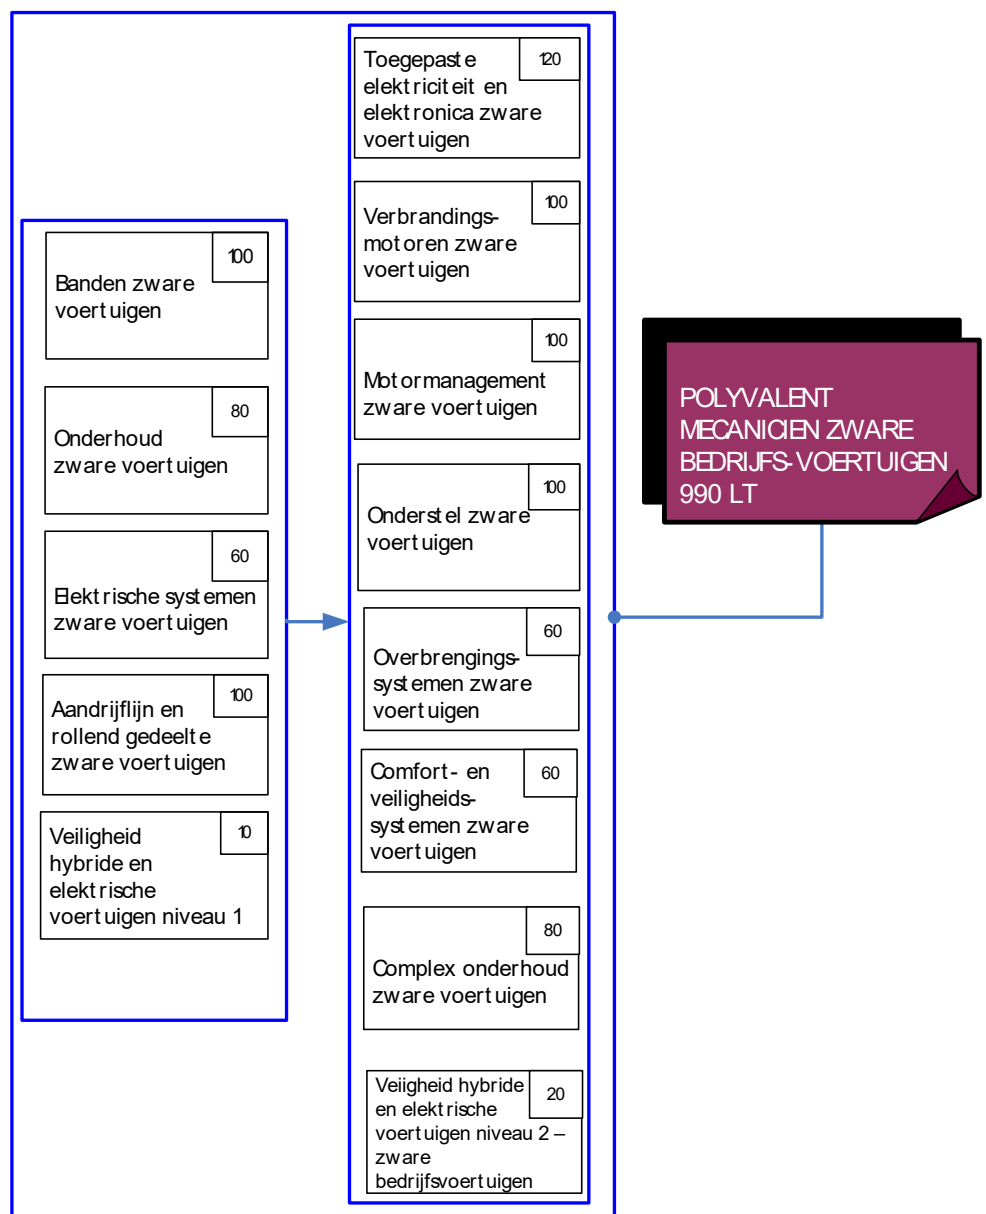 100
Banden zware
voertuigen
80
Onderhoud
zware voertuigen
60
Elektrische systemen
zware voertuigen
100
Aandrijflijn en
rollend gedeelte
zware voertuigen
10
Veiligheid
hybride en
elektrische
voertuigen niveau 1
120
Toegepaste
elektriciteit en
elektronica zware
voertuigen
100
Verbrandings-
motoren zware
voertuigen
100
Motormanagement
zware voertuigen
100
Onderstel zware
voertuigen
60
Overbrengings-
systemen zware
voertuigen
60
Comfort- en
veiligheids-
systemen zware
voertuigen
80
Complex onderhoud
zware voertuigen
20
Veiigheid hybride
en elektrische
voertuigen niveau 2 –
zware
bedrijfsvoertuigen
POLYVALENT
MECANICIEN ZWARE
BEDRIJFS-VOERTUIGEN
990 LT